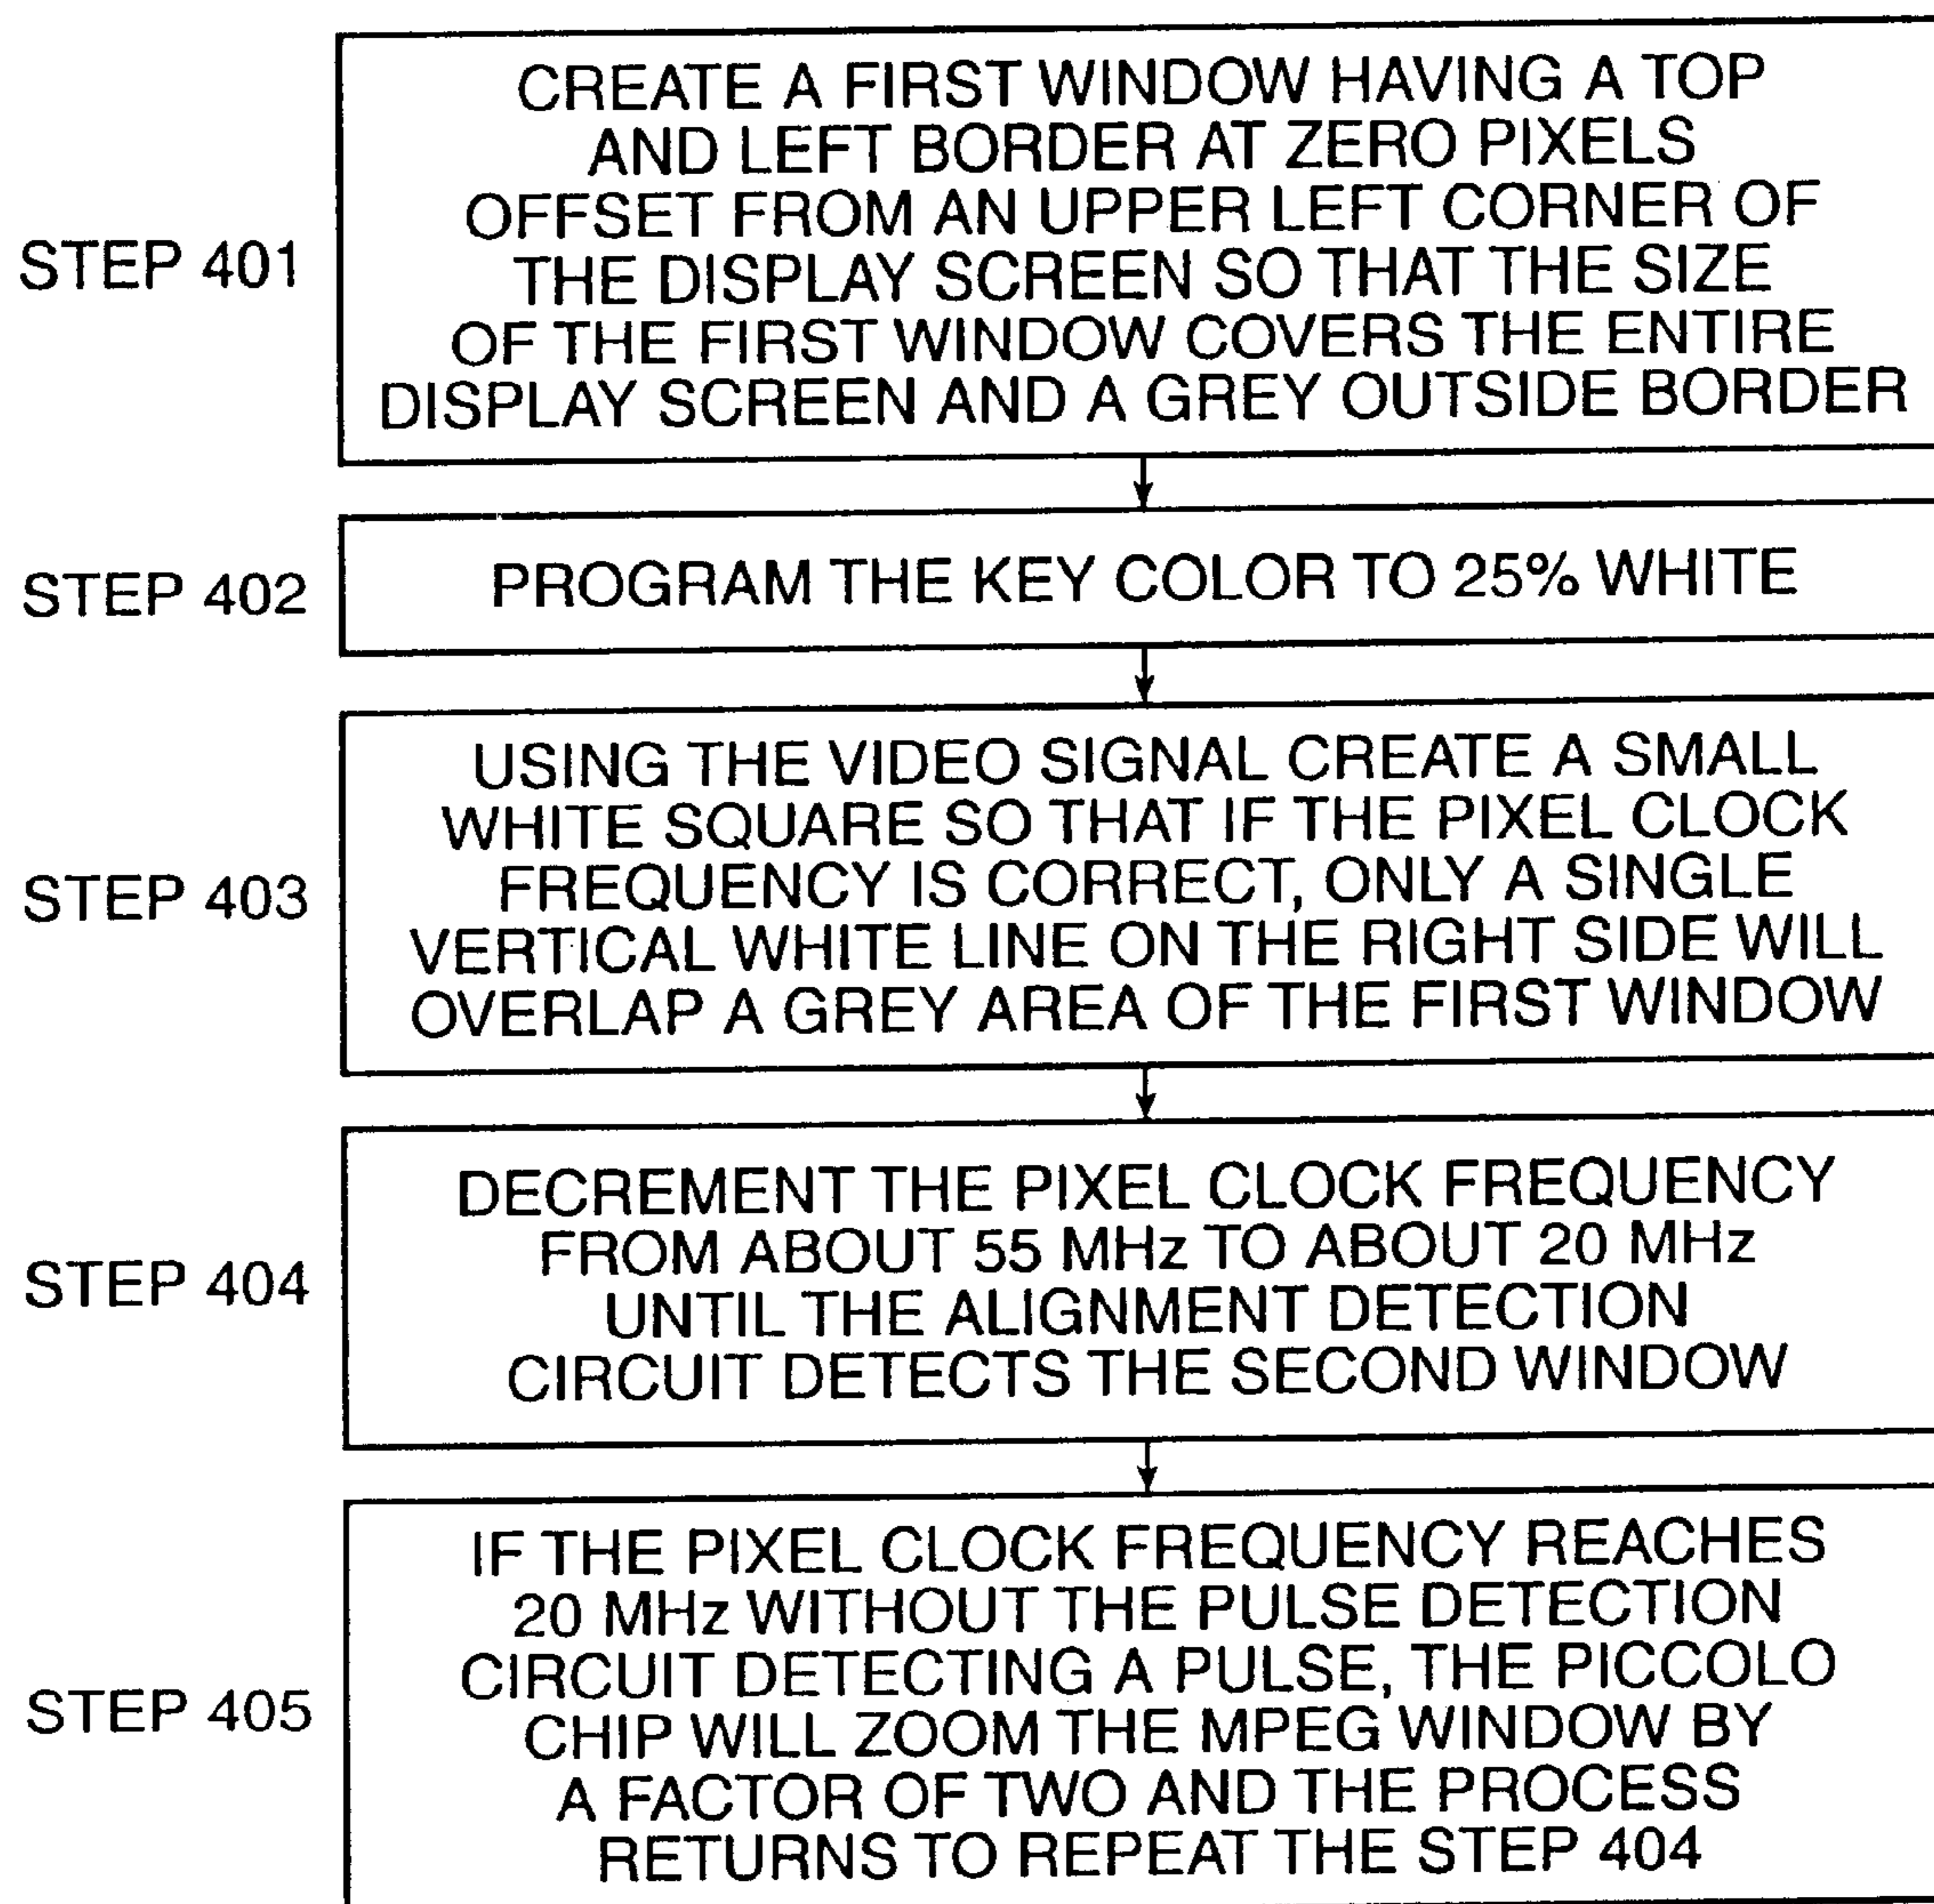 STEP 401
CREATE A FIRST WINDOW HAVING A TOP
AND LEFT BORDER AT ZERO PIXELS
OFFSET FROM AN UPPER LEFT CORNER OF
THE DISPLAY SCREEN SO THAT THE SIZE
OF THE FIRST WINDOW COVERS THE ENTIRE
DISPLAY SCREEN AND A GREY OUTSIDE BORDER
STEP 402
PROGRAM THE KEY COLOR TO 25% WHITE
STEP 403
USING THE VIDEO SIGNAL CREATE A SMALL
WHITE SQUARE SO THAT IF THE PIXEL CLOCK
FREQUENCY IS CORRECT, ONLY A SINGLE
VERTICAL WHITE LINE ON THE RIGHT SIDE WILL
OVERLAP A GREY AREA OF THE FIRST WINDOW
STEP 404
DECREMENT THE PIXEL CLOCK FREQUENCY
FROM ABOUT 55 MHz TO ABOUT 20 MHz
UNTIL THE ALIGNMENT DETECTION
CIRCUIT DETECTS THE SECOND WINDOW
STEP 405
IF THE PIXEL CLOCK FREQUENCY REACHES
20 MHz WITHOUT THE PULSE DETECTION
CIRCUIT DETECTING A PULSE, THE PICCOLO
CHIP WILL ZOOM THE MPEG WINDOW BY
A FACTOR OF TWO AND THE PROCESS
RETURNS TO REPEAT THE STEP 404